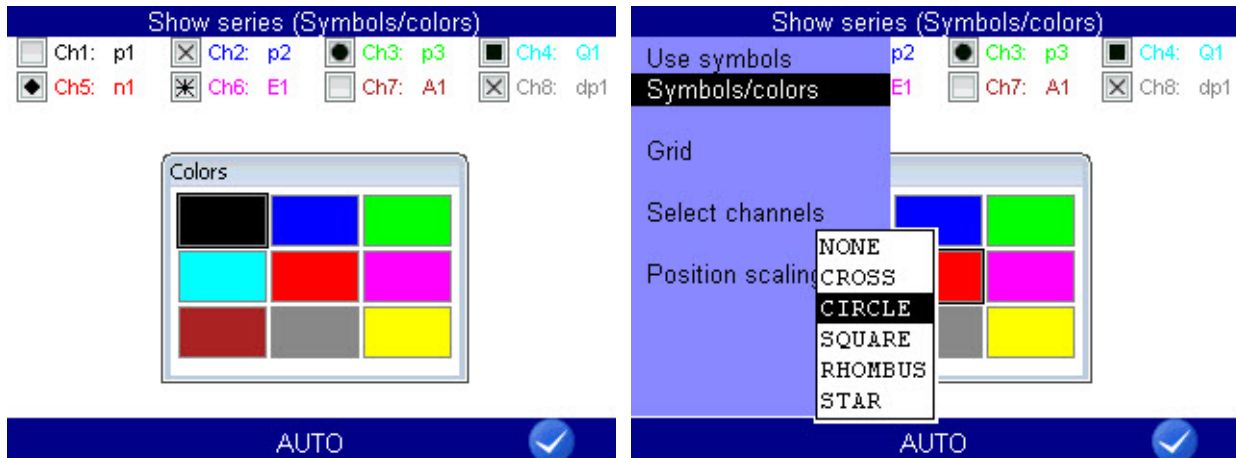 Show series (Symbols/colors)
Ch1: p1 Ch2: p2 Ch3: p3 Ch4: Q1
Ch5: n1 Ch6: E1 Ch7: A1 Ch8: dp1
Colors
AUTO
Show series (Symbols/colors)
Use symbols p2 Ch3: p3 Ch4: Q1
Symbols/colors E1 Ch7: A1 Ch8: dp1
Grid
Select channels
Position scaling
NONE
CROSS
CIRCLE
SQUARE
RHOMBUS
STAR
AUTO